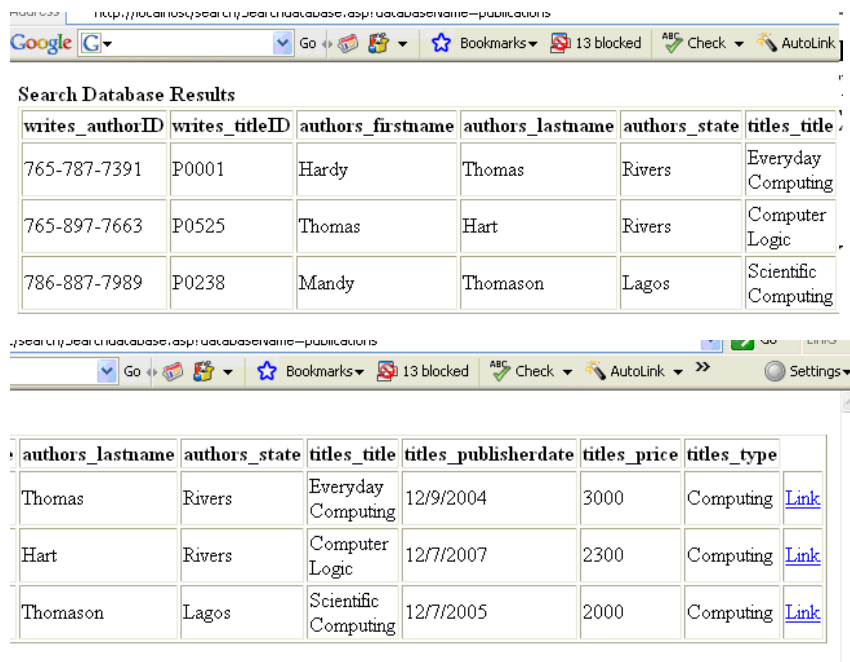 Address http://localhost/search/Searchdatabase.asp?databasename=publications
Google G Go Bookmarks 13 blocked ABC Check AutoLink
Search Database Results
writes_authorID writes_titleID authors_firstname authors_lastname authors_state titles_title
765-787-7391 P0001 Hardy Thomas Rivers Everyday
Computing
765-897-7663 P0525 Thomas Hart Rivers Computer
Logic
786-887-7989 P0238 Mandy Thomason Lagos Scientific
Computing
/search/Searchdatabase.asp?databasename=publications Go Links
Go Bookmarks 13 blocked ABC Check AutoLink » Settings
authors_lastname authors_state titles_title titles_publisherdate titles_price titles_type
Thomas Rivers Everyday
Computing 12/9/2004 3000 Computing Link
Hart Rivers Computer
Logic 12/7/2007 2300 Computing Link
Thomason Lagos Scientific
Computing 12/7/2005 2000 Computing Link